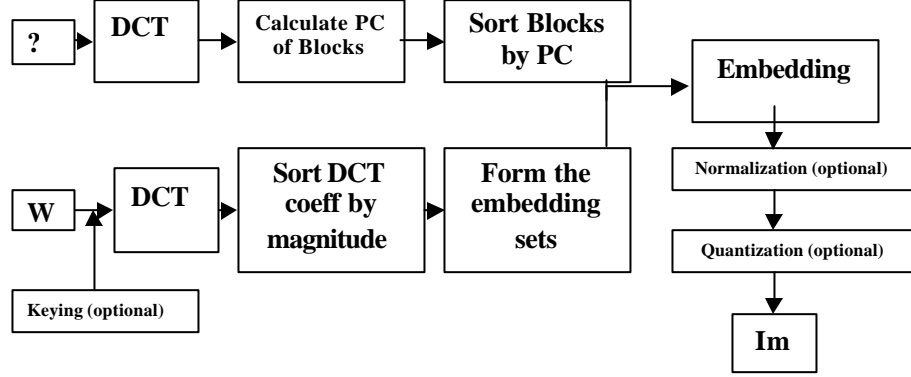 ?
DCT
Calculate PC
of Blocks
Sort Blocks
by PC
Embedding
Normalization (optional)
Quantization (optional)
Im
W
DCT
Sort DCT
coeff by
magnitude
Form the
embedding
sets
Keying (optional)